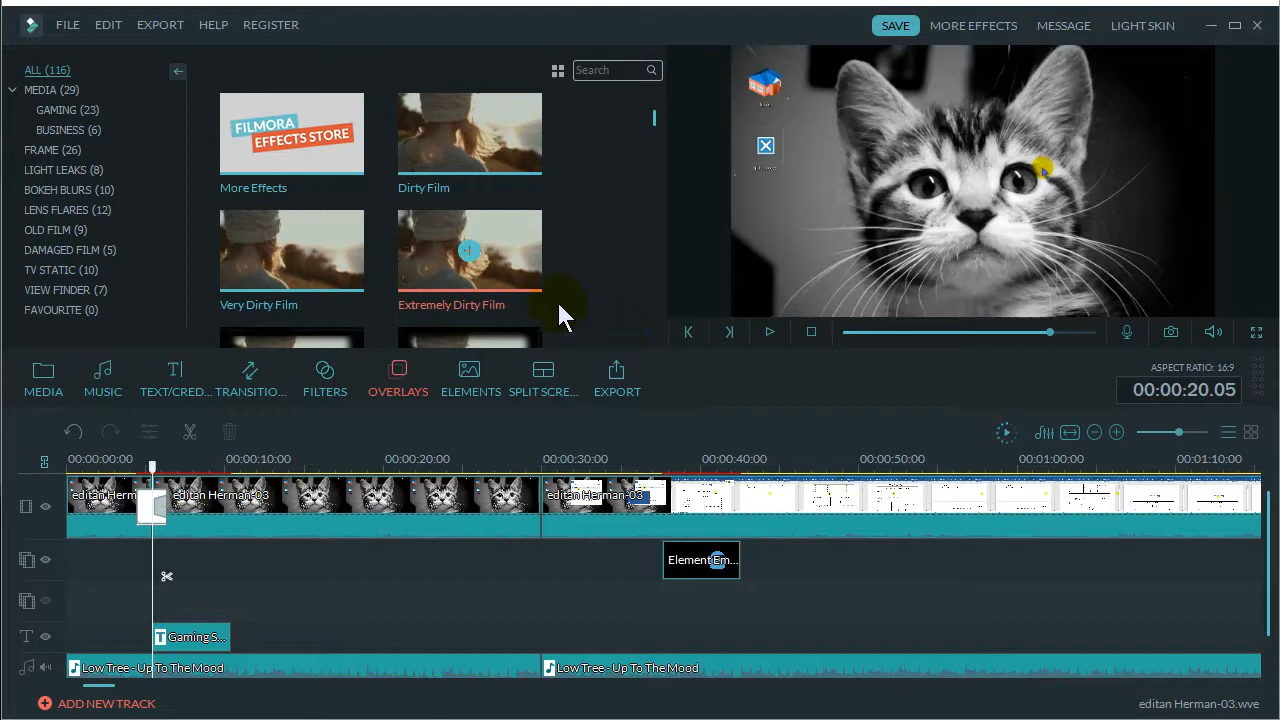 FILE EDIT EXPORT HELP REGISTER
SAVE MORE EFFECTS MESSAGE LIGHT SKIN
ALL (116)
MEDIA (29)
GAMING (23)
BUSINESS (6)
FRAME (26)
LIGHT LEAKS (8)
BOKEH BLURS (10)
LENS FLARES (12)
OLD FILM (9)
DAMAGED FILM (5)
TV STATIC (10)
VIEW FINDER (7)
FAVOURITE (0)
Search
FILMORA
EFFECTS STORE
More Effects
Dirty Film
Very Dirty Film
Extremely Dirty Film
MEDIA MUSIC TEXT/CRED... TRANSITIO... FILTERS OVERLAYS ELEMENTS SPLIT SCRE... EXPORT
ASPECT RATIO: 16:9
00:00:20.05
00:00:00:00 00:00:10:00 00:00:20:00 00:00:30:00 00:00:40:00 00:00:50:00 00:01:00:00 00:01:10:00
editan Herm editan Herman-03 editan Herman-03
Element Em...
T Gaming S...
Low Tree - Up To The Mood Low Tree - Up To The Mood
ADD NEW TRACK
editan Herman-03.wve